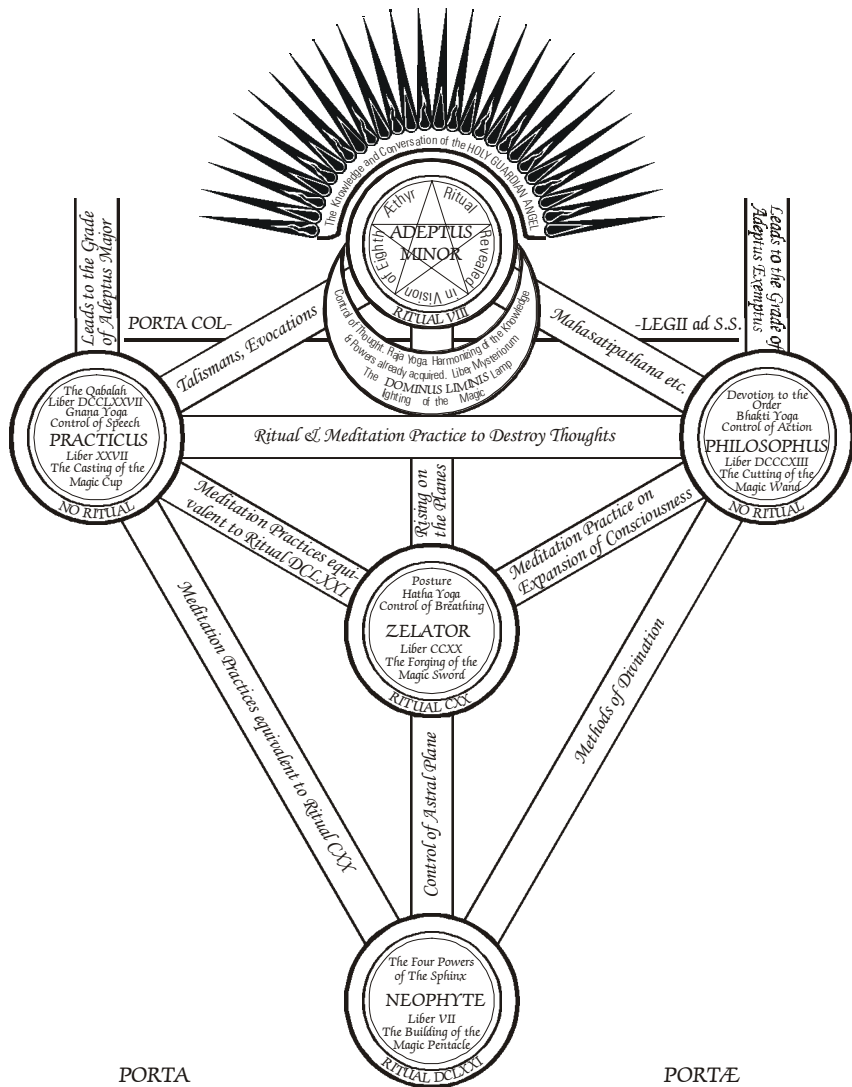 The Knowledge and Conversation of the HOLY GUARDIAN ANGEL
Æthyr Ritual
Revealed in Vision of Eighth
ADEPTUS
MINOR
RITUAL VIII
Leads to the Grade
of Adeptus Major
Leads to the Grade of
Adeptus Exemptus
PORTA COL-
-LEGII ad S.S.
Talismans, Evocations
Mahasatipathana etc.
Control of Thought. Raja Yoga. Harmonizing of the Knowledge
& Powers already acquired. Liber Mysteriorum
The DOMINUS LIMINIS Lamp
lighting of the Magic
The Qabalah
Liber DCCLXXVII
Gnana Yoga
Control of Speech
PRACTICUS
Liber XXVII
The Casting of the
Magic Cup
NO RITUAL
Ritual & Meditation Practice to Destroy Thoughts
Devotion to the
Order
Bhakti Yoga
Control of Action
PHILOSOPHUS
Liber DCCCXIII
The Cutting of the
Magic Wand
NO RITUAL
Meditation Practices equi-
valent to Ritual DCLXXI
Rising on
the Planes
Meditation Practice on
Expansion of Consciousness
Posture
Hatha Yoga
Control of Breathing
ZELATOR
Liber CCXX
The Forging of the
Magic Sword
RITUAL CXX
Meditation Practices equivalent to Ritual CXX
Control of Astral Plane
Methods of Divination
The Four Powers
of The Sphinx
NEOPHYTE
Liber VII
The Building of the
Magic Pentacle
RITUAL DCLXXI
PORTA
PORTÆ